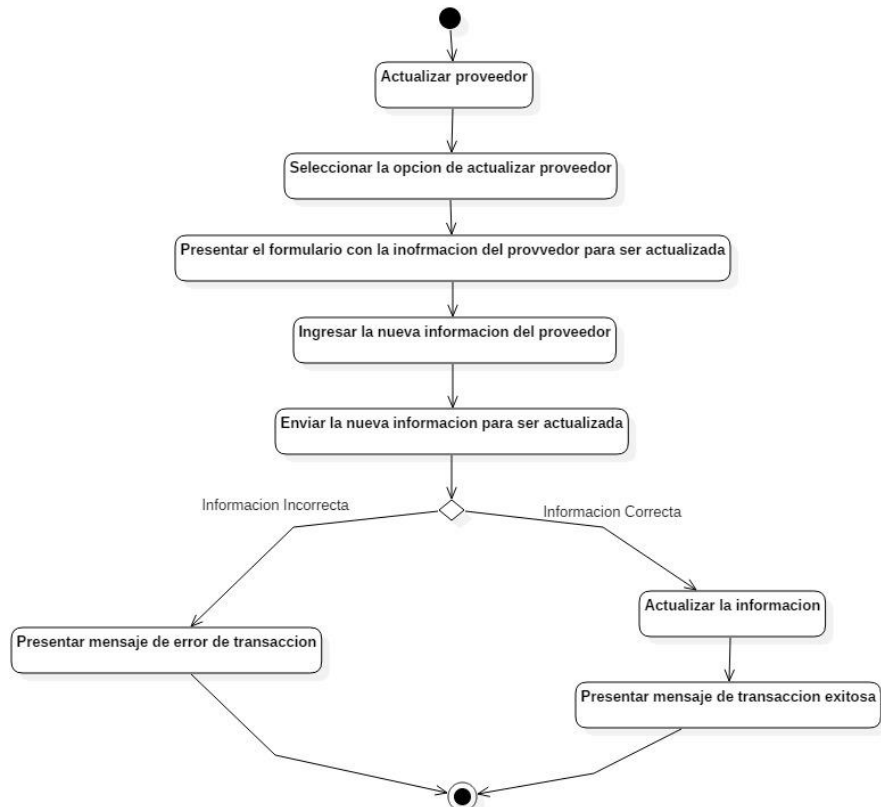 Actualizar proveedor
Seleccionar la opcion de actualizar proveedor
Presentar el formulario con la inofrmacion del provvedor para ser actualizada
Ingresar la nueva informacion del proveedor
Enviar la nueva informacion para ser actualizada
Informacion Incorrecta
Informacion Correcta
Actualizar la informacion
Presentar mensaje de error de transaccion
Presentar mensaje de transaccion exitosa